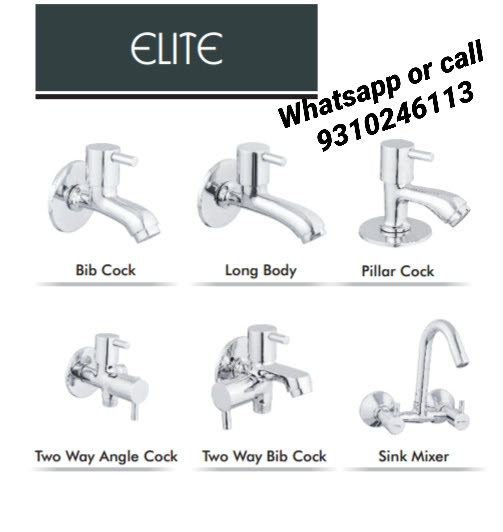 ELITE
Whatsapp or call
9310246113
Bib Cock
Long Body
Pillar Cock
Two Way Angle Cock
Two Way Bib Cock
Sink Mixer